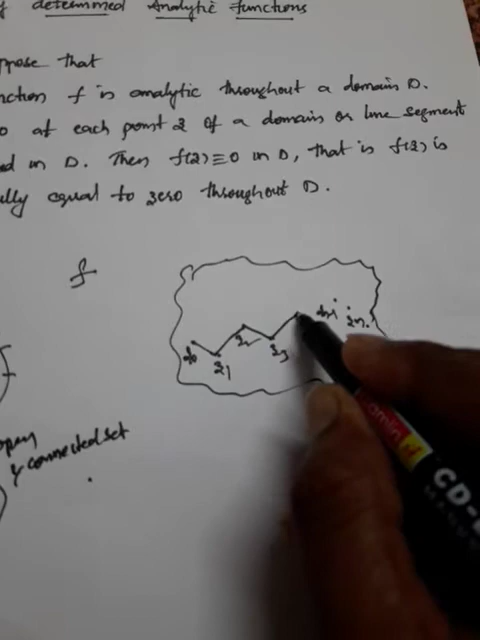 determined Analytic Functions
ppose that
nction f is analytic throughout a domain D.
o at each point z of a domain or line segment
ed in D. Then f(z) ≡ 0 in D, that is f(z) is
lly equal to zero throughout D.
f
z0 z1 z2 z3 zn-1 zn.
open
& connected set
CD-